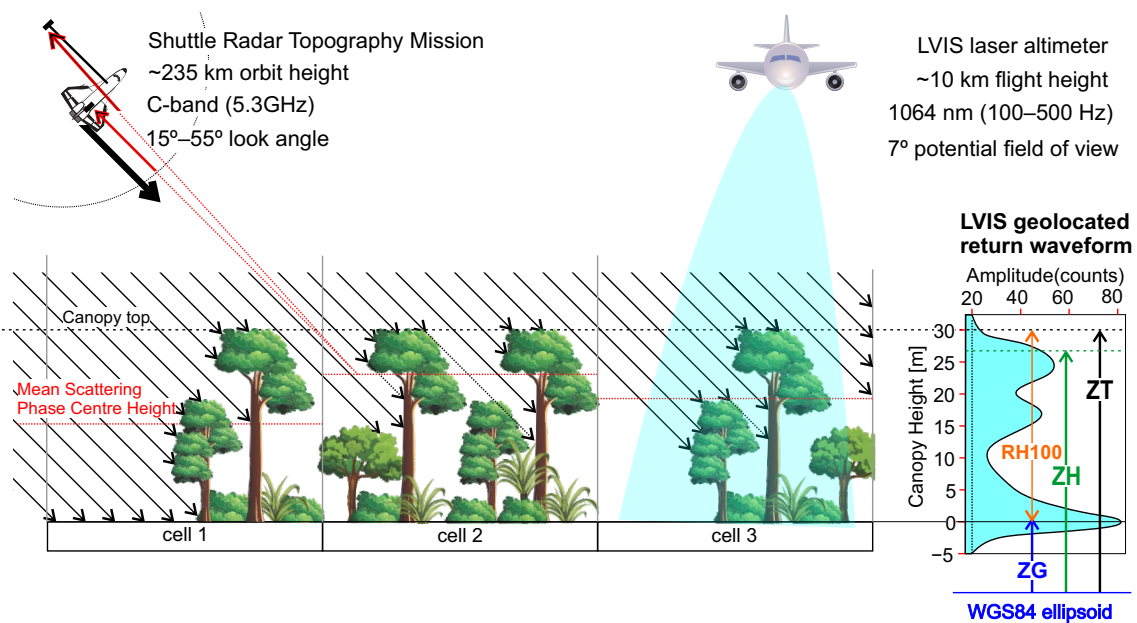 Shuttle Radar Topography Mission
~235 km orbit height
C-band (5.3GHz)
15º–55º look angle
LVIS laser altimeter
~10 km flight height
1064 nm (100–500 Hz)
7º potential field of view
LVIS geolocated
return waveform
Amplitude(counts)
20 40 60 80
Canopy top
Mean Scattering
Phase Centre Height
Canopy Height [m]
30
25
20
15
10
5
0
−5
RH100
ZH
ZT
ZG
WGS84 ellipsoid
cell 1
cell 2
cell 3